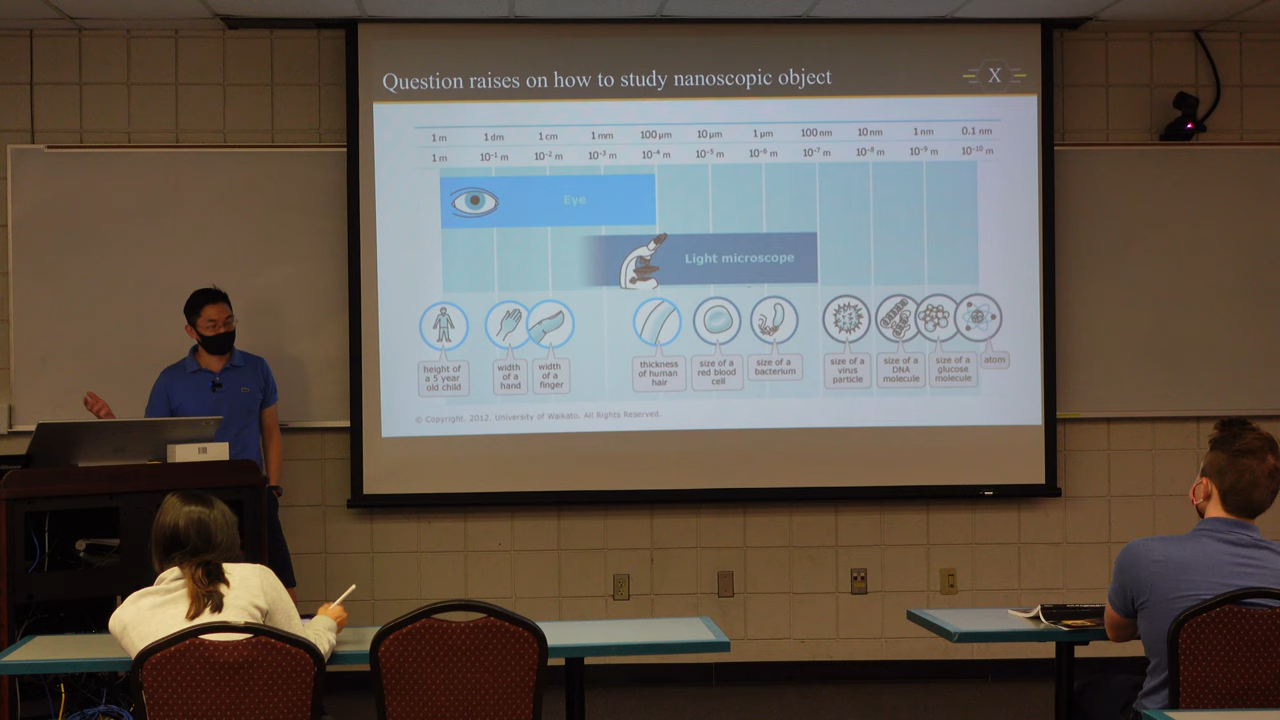 Question raises on how to study nanoscopic object
X
1 m 1 dm 1 cm 1 mm 100 µm 10 µm 1 µm 100 nm 10 nm 1 nm 0.1 nm
1 m 10⁻¹ m 10⁻² m 10⁻³ m 10⁻⁴ m 10⁻⁵ m 10⁻⁶ m 10⁻⁷ m 10⁻⁸ m 10⁻⁹ m 10⁻¹⁰ m
Eye
Light microscope
height of
a 5 year
old child
width
of a
hand
width
of a
finger
thickness
of human
hair
size of a
red blood
cell
size of a
bacterium
size of a
virus
particle
size of a
DNA
molecule
size of a
glucose
molecule
atom
© Copyright. 2012. University of Waikato. All Rights Reserved.